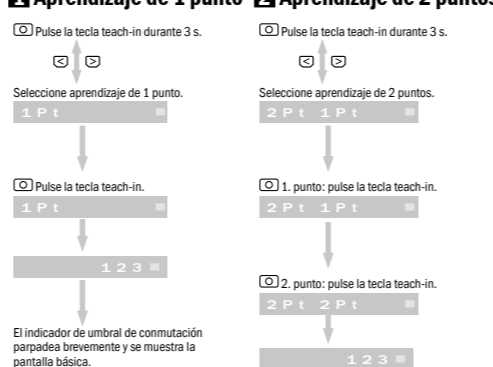 1 Aprendizaje de 1 punto
Pulse la tecla teach-in durante 3 s.
Seleccione aprendizaje de 1 punto.
1Pt
Pulse la tecla teach-in.
1Pt
123
El indicador de umbral de conmutación
parpadea brevemente y se muestra la
pantalla básica.
2 Aprendizaje de 2 puntos
Pulse la tecla teach-in durante 3 s.
Seleccione aprendizaje de 2 puntos.
2Pt 1Pt
1. punto: pulse la tecla teach-in.
2Pt 1Pt
2. punto: pulse la tecla teach-in.
2Pt 2Pt
123